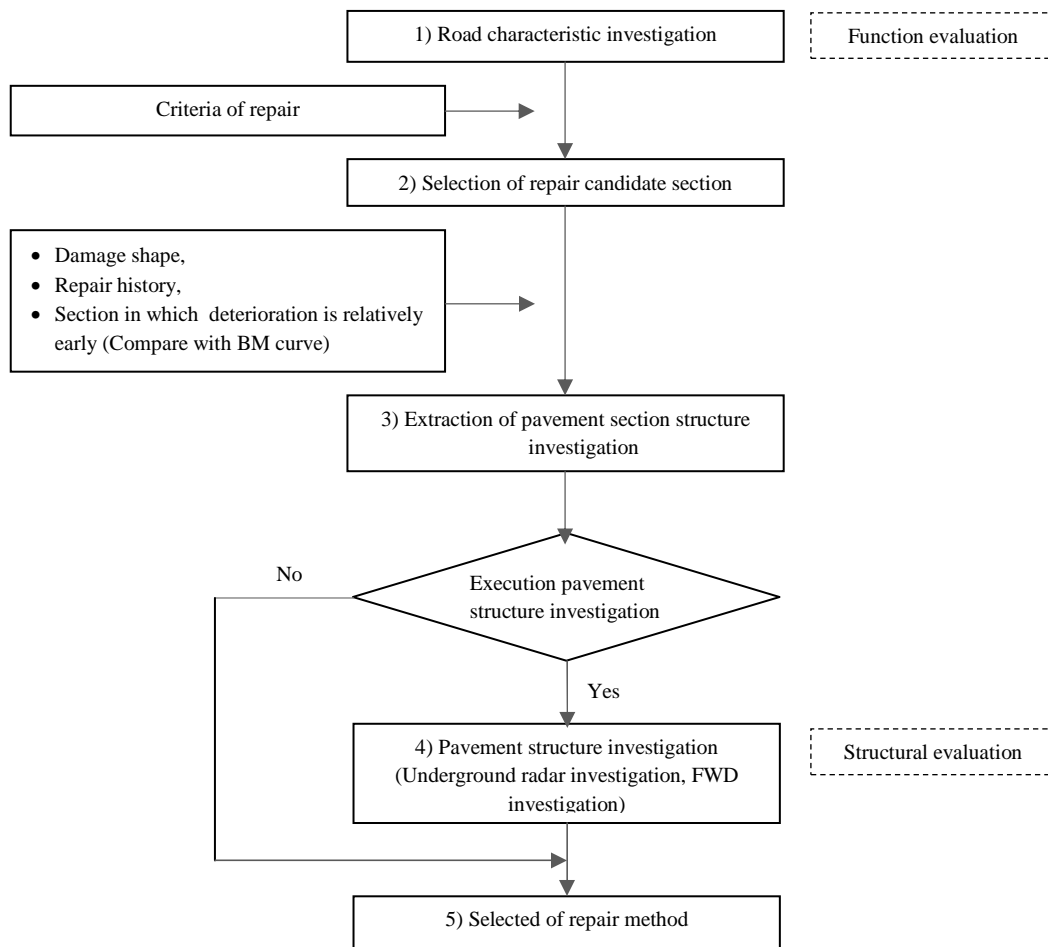 1) Road characteristic investigation
Function evaluation
Criteria of repair
2) Selection of repair candidate section
• Damage shape,
• Repair history,
• Section in which deterioration is relatively
early (Compare with BM curve)
3) Extraction of pavement section structure
investigation
No
Execution pavement
structure investigation
Yes
4) Pavement structure investigation
(Underground radar investigation, FWD
investigation)
Structural evaluation
5) Selected of repair method